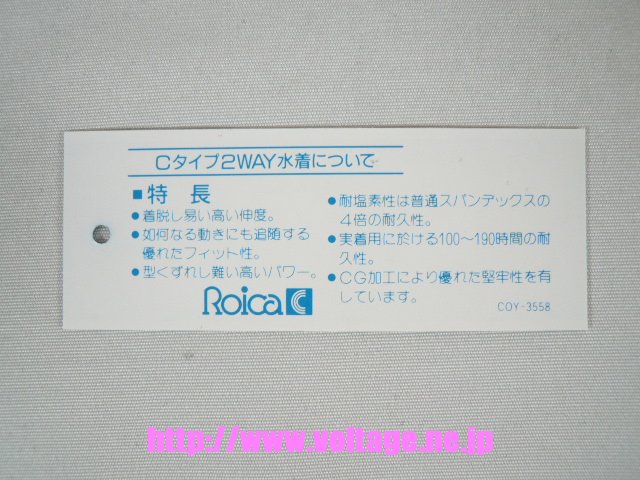 Cタイプ2WAY水着について
■特長
●着脱し易い高い伸度。
●如何なる動きにも追随する
優れたフィット性。
●型くずれし難い高いパワー。
Roica C
●耐塩素性は普通スパンデックスの
4倍の耐久性。
●実着用に於ける100～190時間の耐
久性。
●CG加工により優れた堅牢性を有
しています。
COY-3558
http://www.voltage.ne.jp